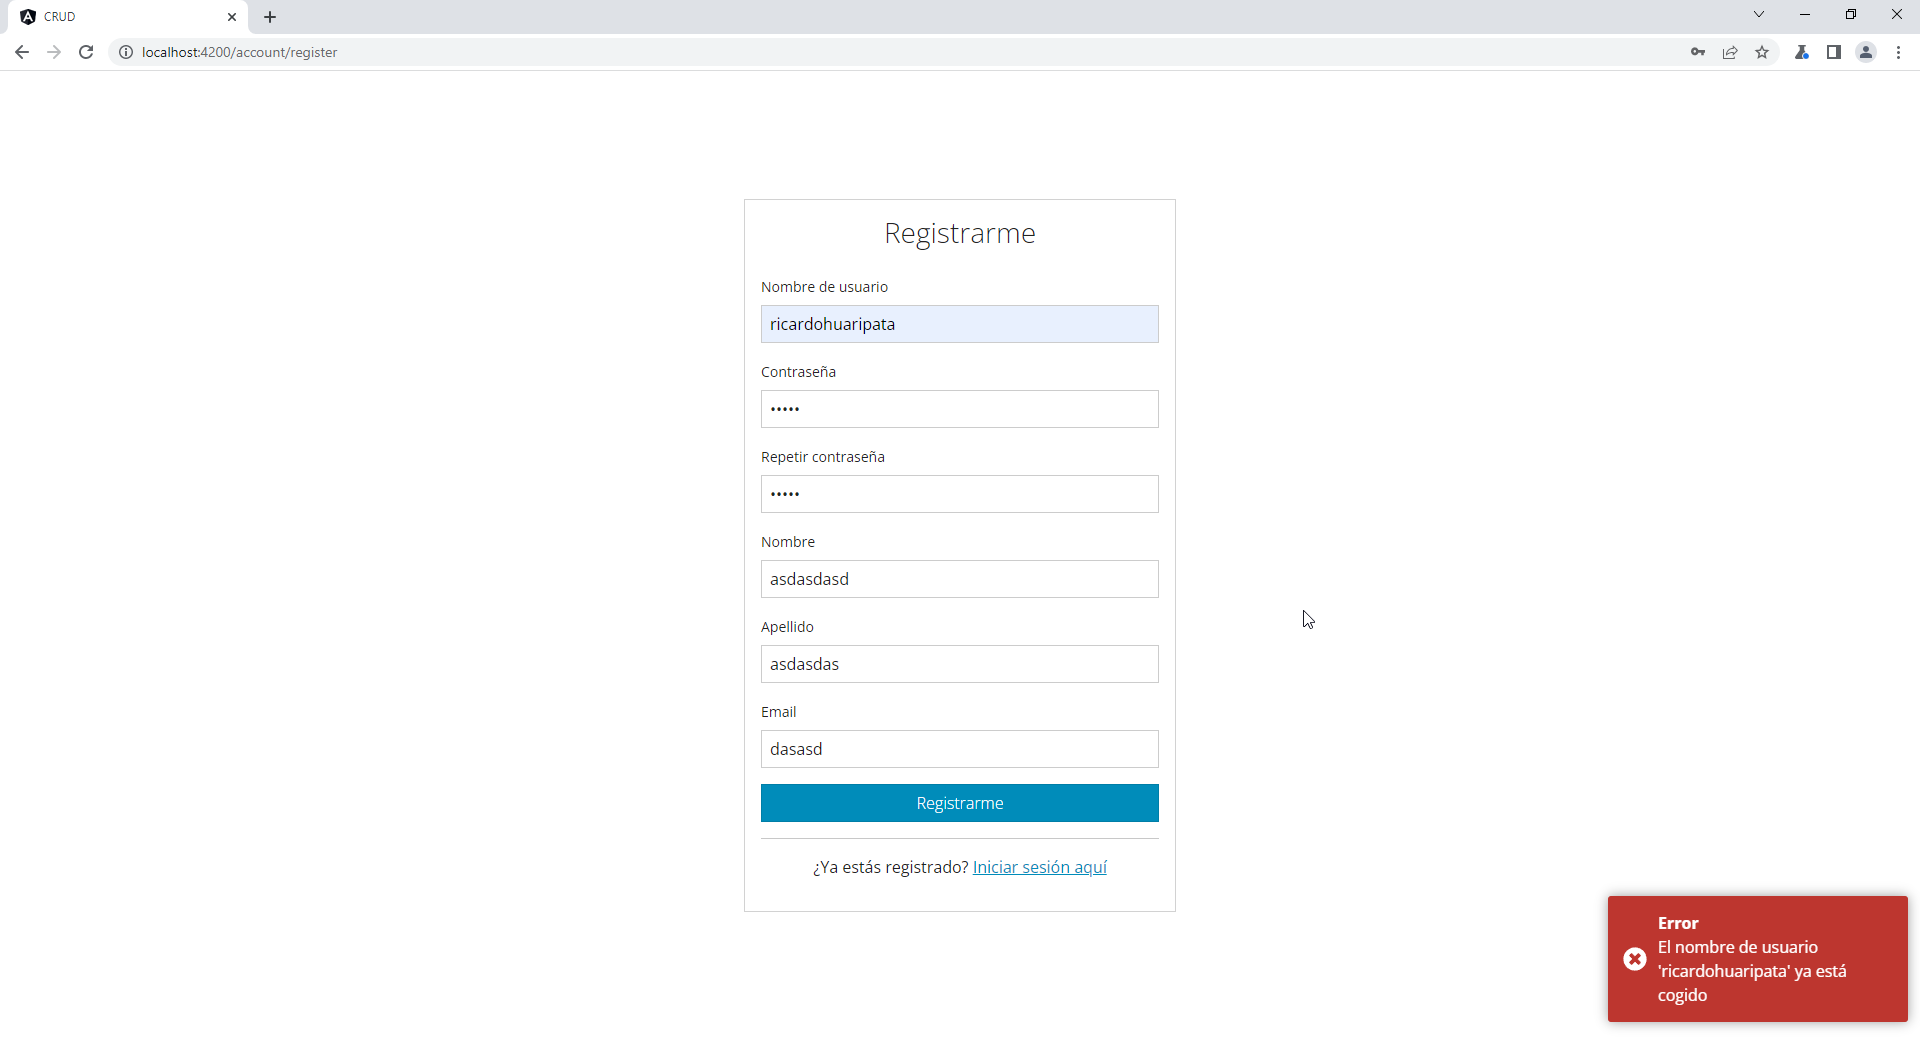 CRUD
localhost:4200/account/register
Registrarme
Nombre de usuario
ricardohuaripata
Contraseña
•••••
Repetir contraseña
•••••
Nombre
asdasdasd
Apellido
asdasdas
Email
dasasd
Registrarme
¿Ya estás registrado? Iniciar sesión aquí
Error
El nombre de usuario
'ricardohuaripata' ya está
cogido